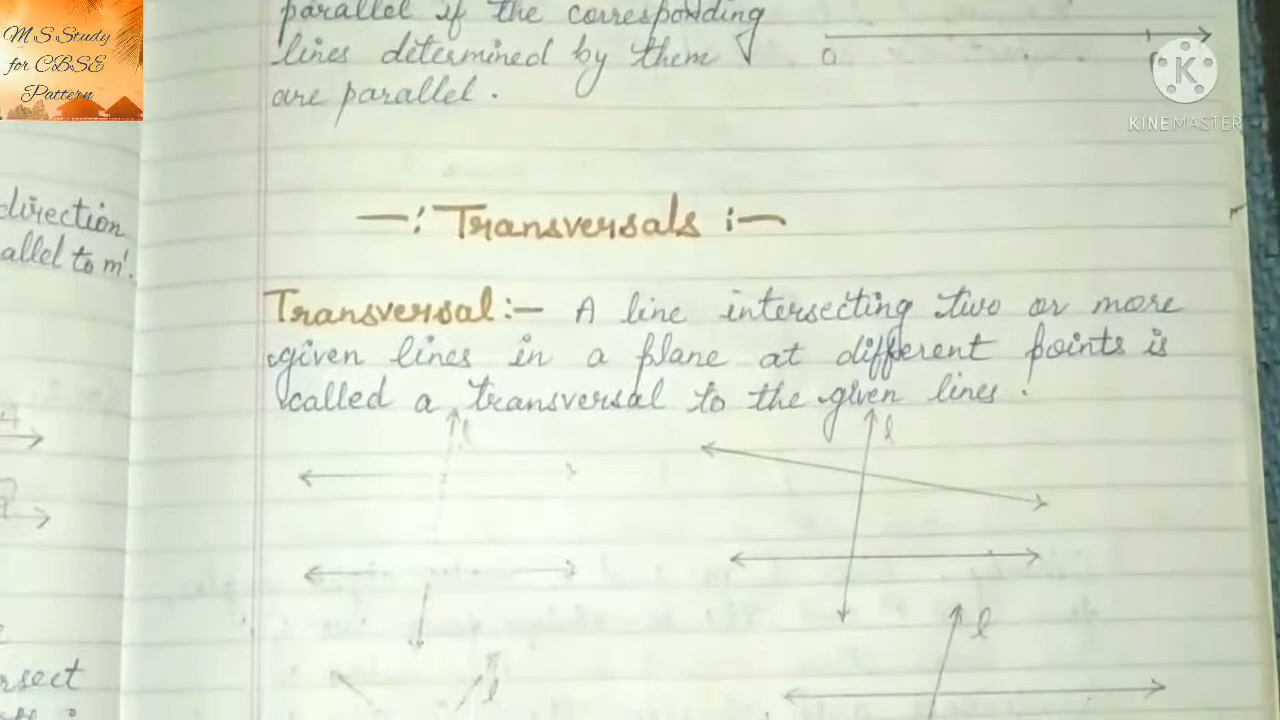 M S Study
for CBSE
Pattern
KINEMASTER
parallel if the corresponding
lines determined by them
are parallel.
O
direction
allel to m'.
-: Transversals :-
Transversal :- A line intersecting two or more
given lines in a plane at different points is
called a transversal to the given lines.
l
l
l
l
rsect